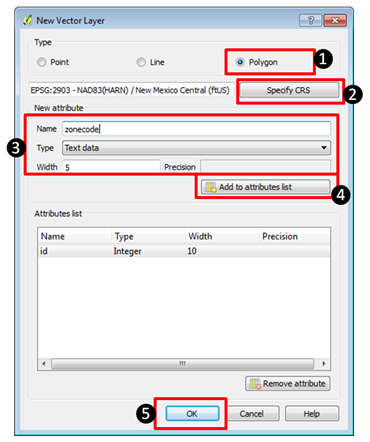 New Vector Layer
Type
Point Line Polygon 1
EPSG:2903 - NAD83(HARN) / New Mexico Central (ftUS) Specify CRS 2
New attribute
Name zonecode
3 Type Text data
Width 5 Precision
Add to attributes list 4
Attributes list
Name Type Width Precision
id Integer 10
Remove attribute
5 OK Cancel Help